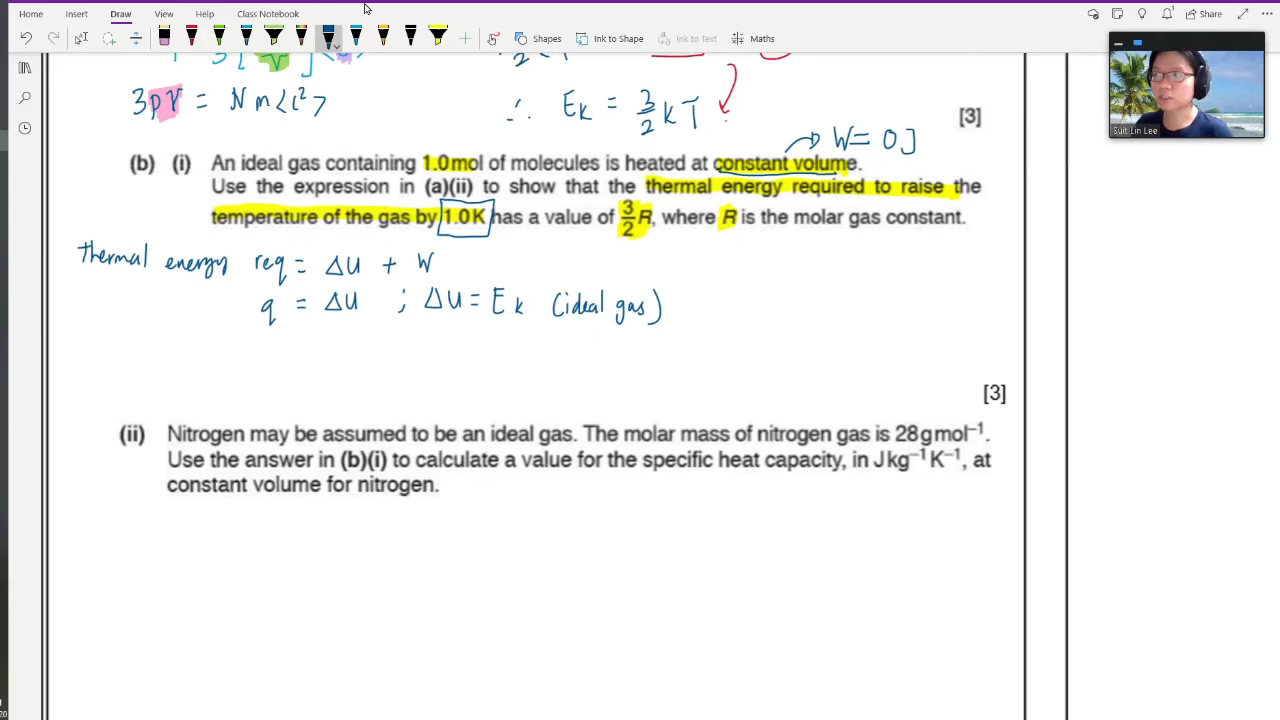 Home Insert Draw View Help Class Notebook Share
Shapes Ink to Shape Ink to Text Maths
3pV = Nm<c²>
∴ Ek = 3/2 kT
[3]
→ W = 0 J
(b) (i) An ideal gas containing 1.0 mol of molecules is heated at constant volume.
Use the expression in (a)(ii) to show that the thermal energy required to raise the
temperature of the gas by 1.0 K has a value of 3/2 R, where R is the molar gas constant.
thermal energy req = ΔU + W
q = ΔU ; ΔU = Ek (ideal gas)
[3]
(ii) Nitrogen may be assumed to be an ideal gas. The molar mass of nitrogen gas is 28 g mol⁻¹.
Use the answer in (b)(i) to calculate a value for the specific heat capacity, in J kg⁻¹ K⁻¹, at
constant volume for nitrogen.
Suit Lin Lee